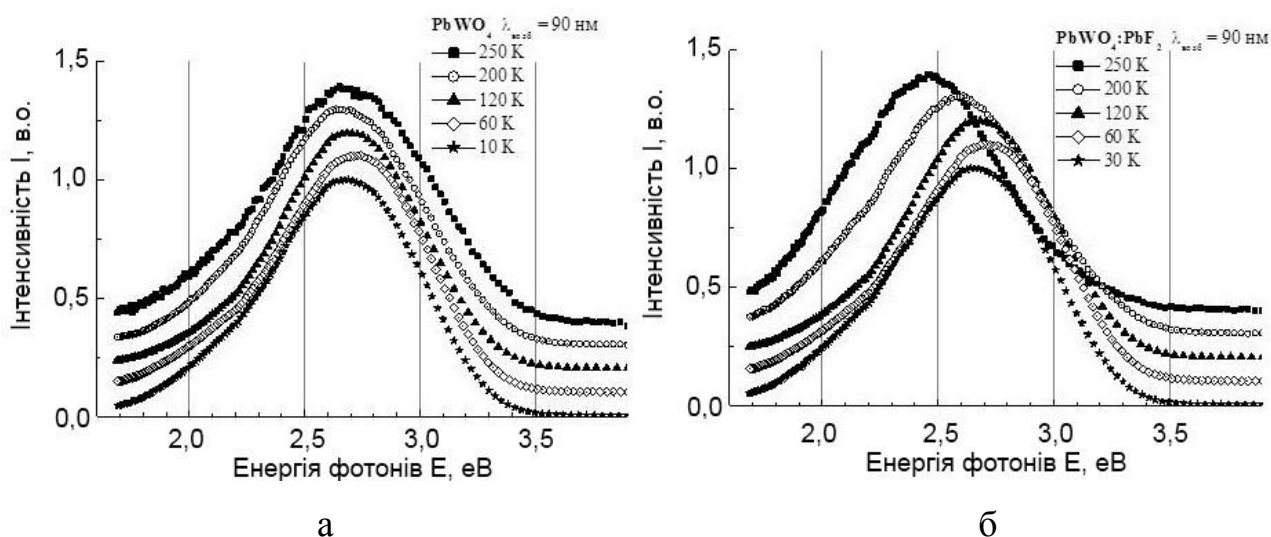 PbWO₄ λвозб = 90 нм
250 K
200 K
120 K
60 K
10 K
1,5
1,0
0,5
0,0
Інтенсивність I, в.о.
2,0 2,5 3,0 3,5
Енергія фотонів E, еВ
а
PbWO₄:PbF₂ λвозб = 90 нм
250 K
200 K
120 K
60 K
30 K
1,5
1,0
0,5
0,0
Інтенсивність I, в.о.
2,0 2,5 3,0 3,5
Енергія фотонів E, еВ
б